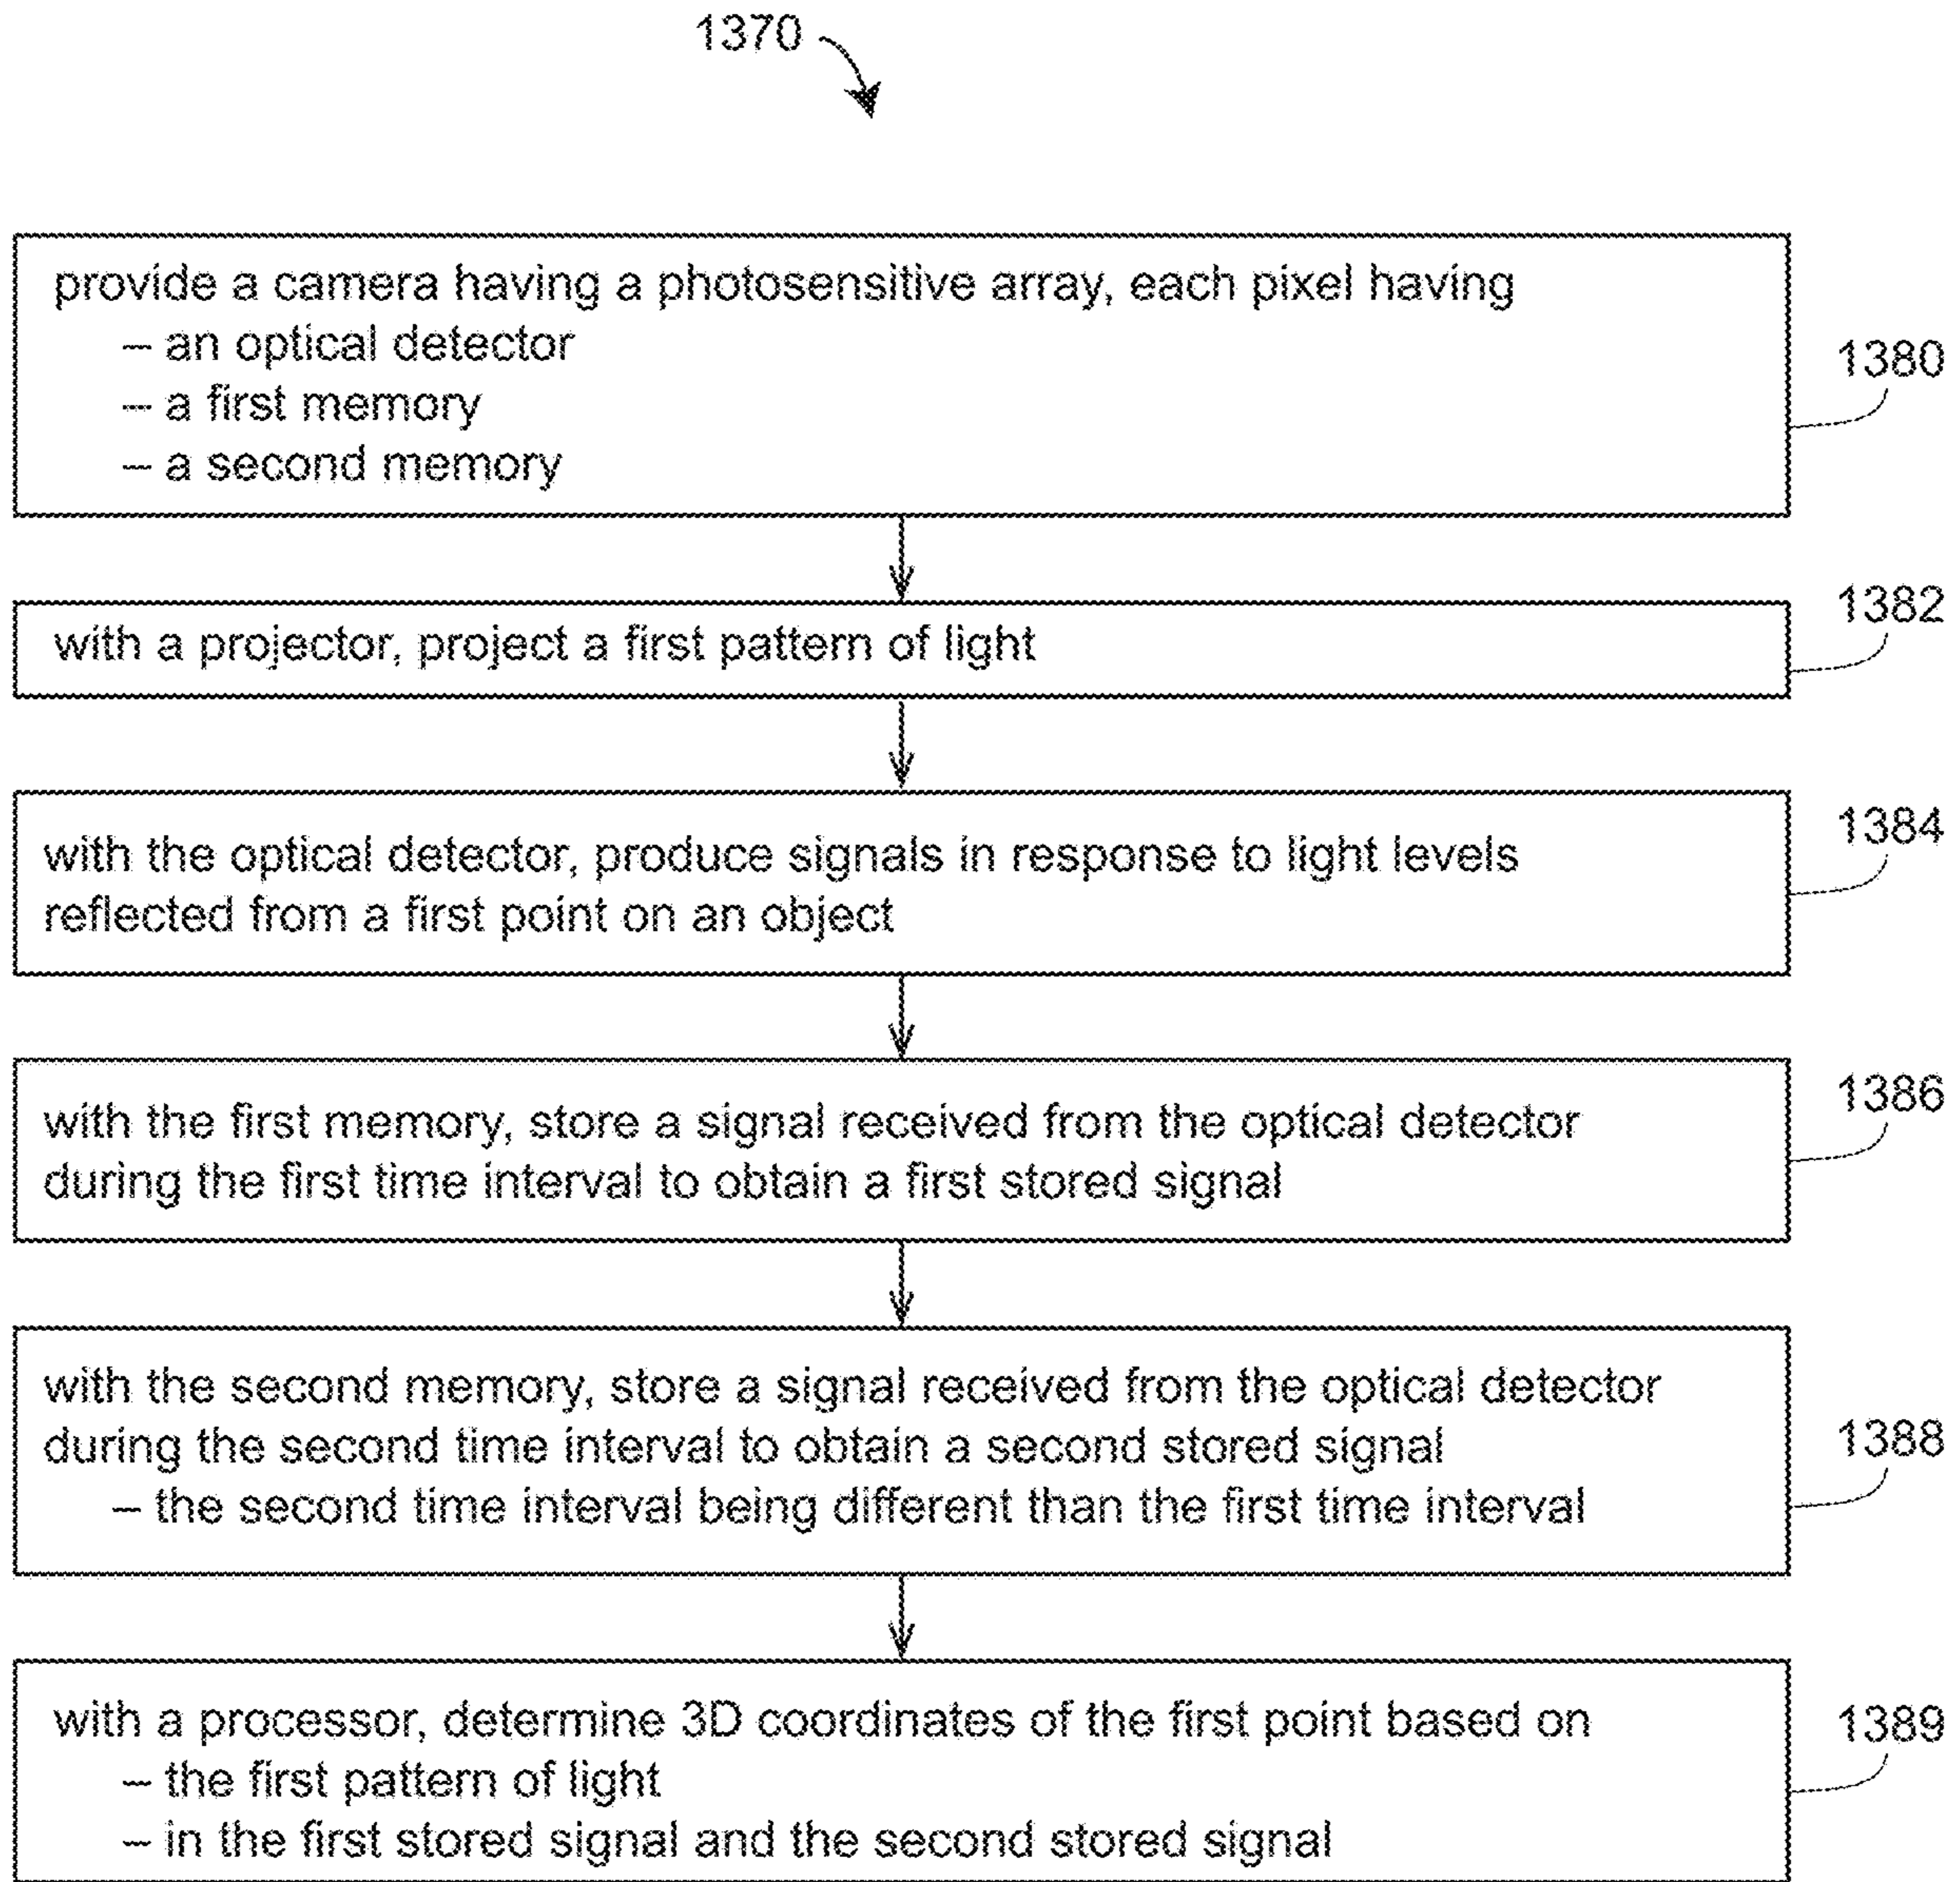 1370
provide a camera having a photosensitive array, each pixel having
– an optical detector
– a first memory
– a second memory
1380
with a projector, project a first pattern of light
1382
with the optical detector, produce signals in response to light levels
reflected from a first point on an object
1384
with the first memory, store a signal received from the optical detector
during the first time interval to obtain a first stored signal
1386
with the second memory, store a signal received from the optical detector
during the second time interval to obtain a second stored signal
– the second time interval being different than the first time interval
1388
with a processor, determine 3D coordinates of the first point based on
– the first pattern of light
– in the first stored signal and the second stored signal
1389